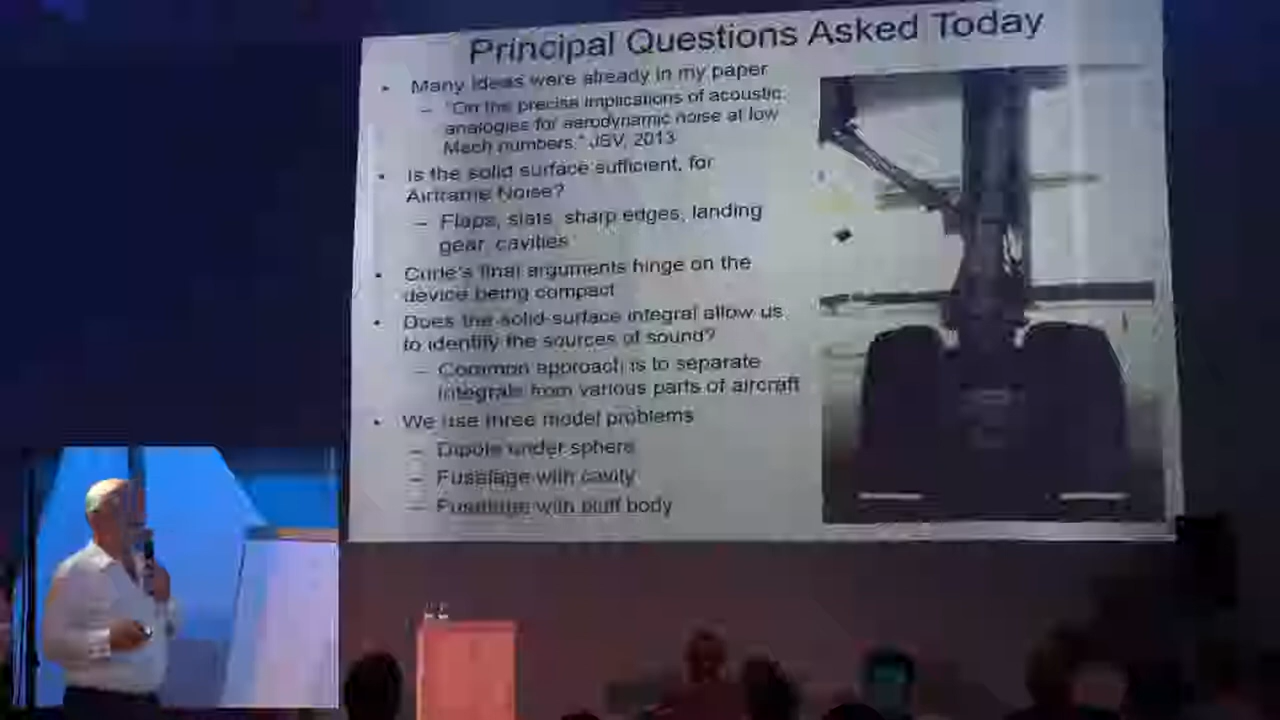 Principal Questions Asked Today
• Many ideas were already in my paper
– "On the precise implications of acoustic
analogies for aerodynamic noise at low
Mach numbers," JSV, 2013
• Is the solid surface sufficient, for
Airframe Noise?
– Flaps, slats, sharp edges, landing
gear, cavities
• Curle's final arguments hinge on the
device being compact
• Does the solid-surface integral allow us
to identify the sources of sound?
– Common approach is to separate
integrals from various parts of aircraft
• We use three model problems
– Dipole under sphere
– Fuselage with cavity
– Fuselage with bluff body